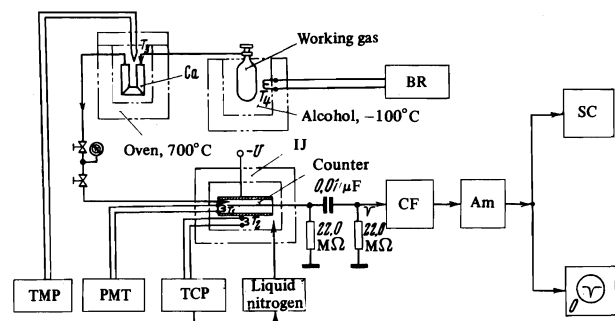 T₃
Ca
Working gas
T₄
BR
Alcohol, −100°C
Oven, 700°C
SC
−U
IJ
Counter
0,01 μF
T₁
T₂
CF
Am
22.0
MΩ
22.0
MΩ
TMP
PMT
TCP
Liquid
nitrogen
0